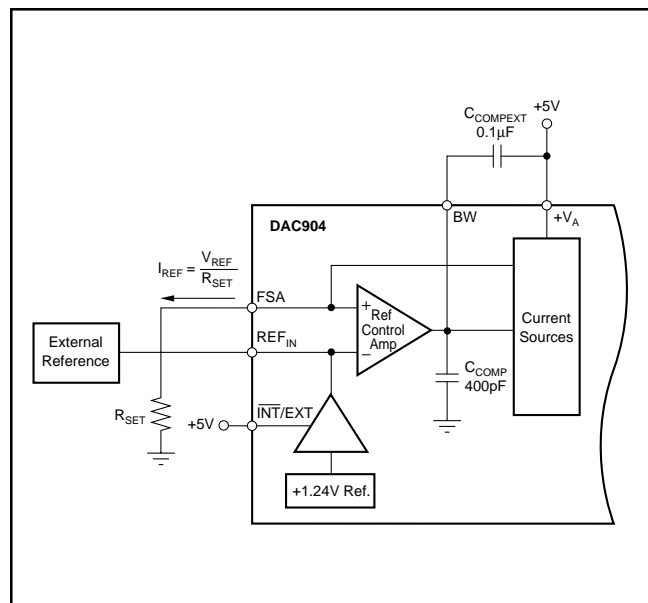 +5V
C_COMPEXT
0.1µF
DAC904
BW
+V_A
I_REF = V_REF / R_SET
FSA
+
Ref
Control
Amp
–
Current
Sources
External
Reference
REF_IN
C_COMP
400pF
R_SET
+5V
INT/EXT
+1.24V Ref.